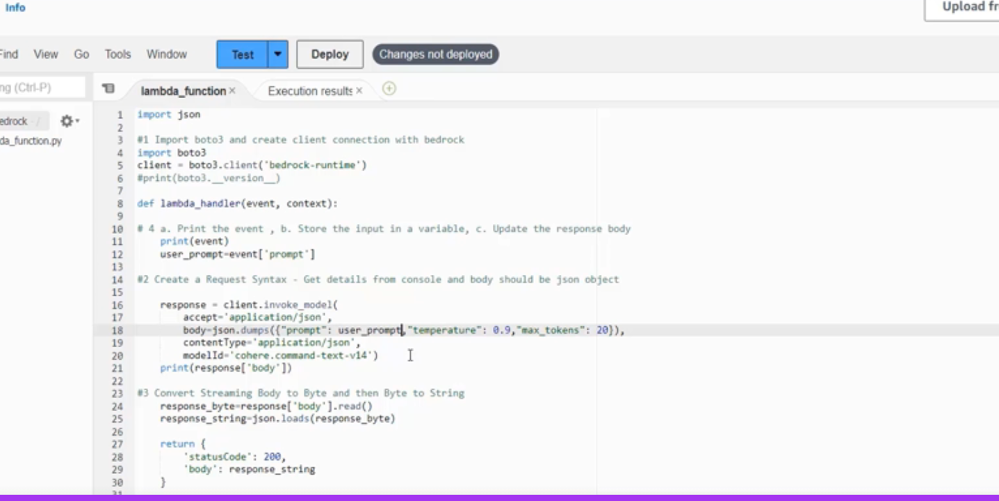 Info
Upload fr
Find View Go Tools Window Test Deploy Changes not deployed
ng (Ctrl-P)
lambda_function × Execution results ×
edrock - /
da_function.py
1 import json
2
3 #1 Import boto3 and create client connection with bedrock
4 import boto3
5 client = boto3.client('bedrock-runtime')
6 #print(boto3.__version__)
7
8 def lambda_handler(event, context):
9
10 # 4 a. Print the event , b. Store the input in a variable, c. Update the response body
11 print(event)
12 user_prompt=event['prompt']
13
14 #2 Create a Request Syntax - Get details from console and body should be json object
15
16 response = client.invoke_model(
17 accept='application/json',
18 body=json.dumps({"prompt": user_prompt,"temperature": 0.9,"max_tokens": 20}),
19 contentType='application/json',
20 modelId='cohere.command-text-v14')
21 print(response['body'])
22
23 #3 Convert Streaming Body to Byte and then Byte to String
24 response_byte=response['body'].read()
25 response_string=json.loads(response_byte)
26
27 return {
28 'statusCode': 200,
29 'body': response_string
30 }
31